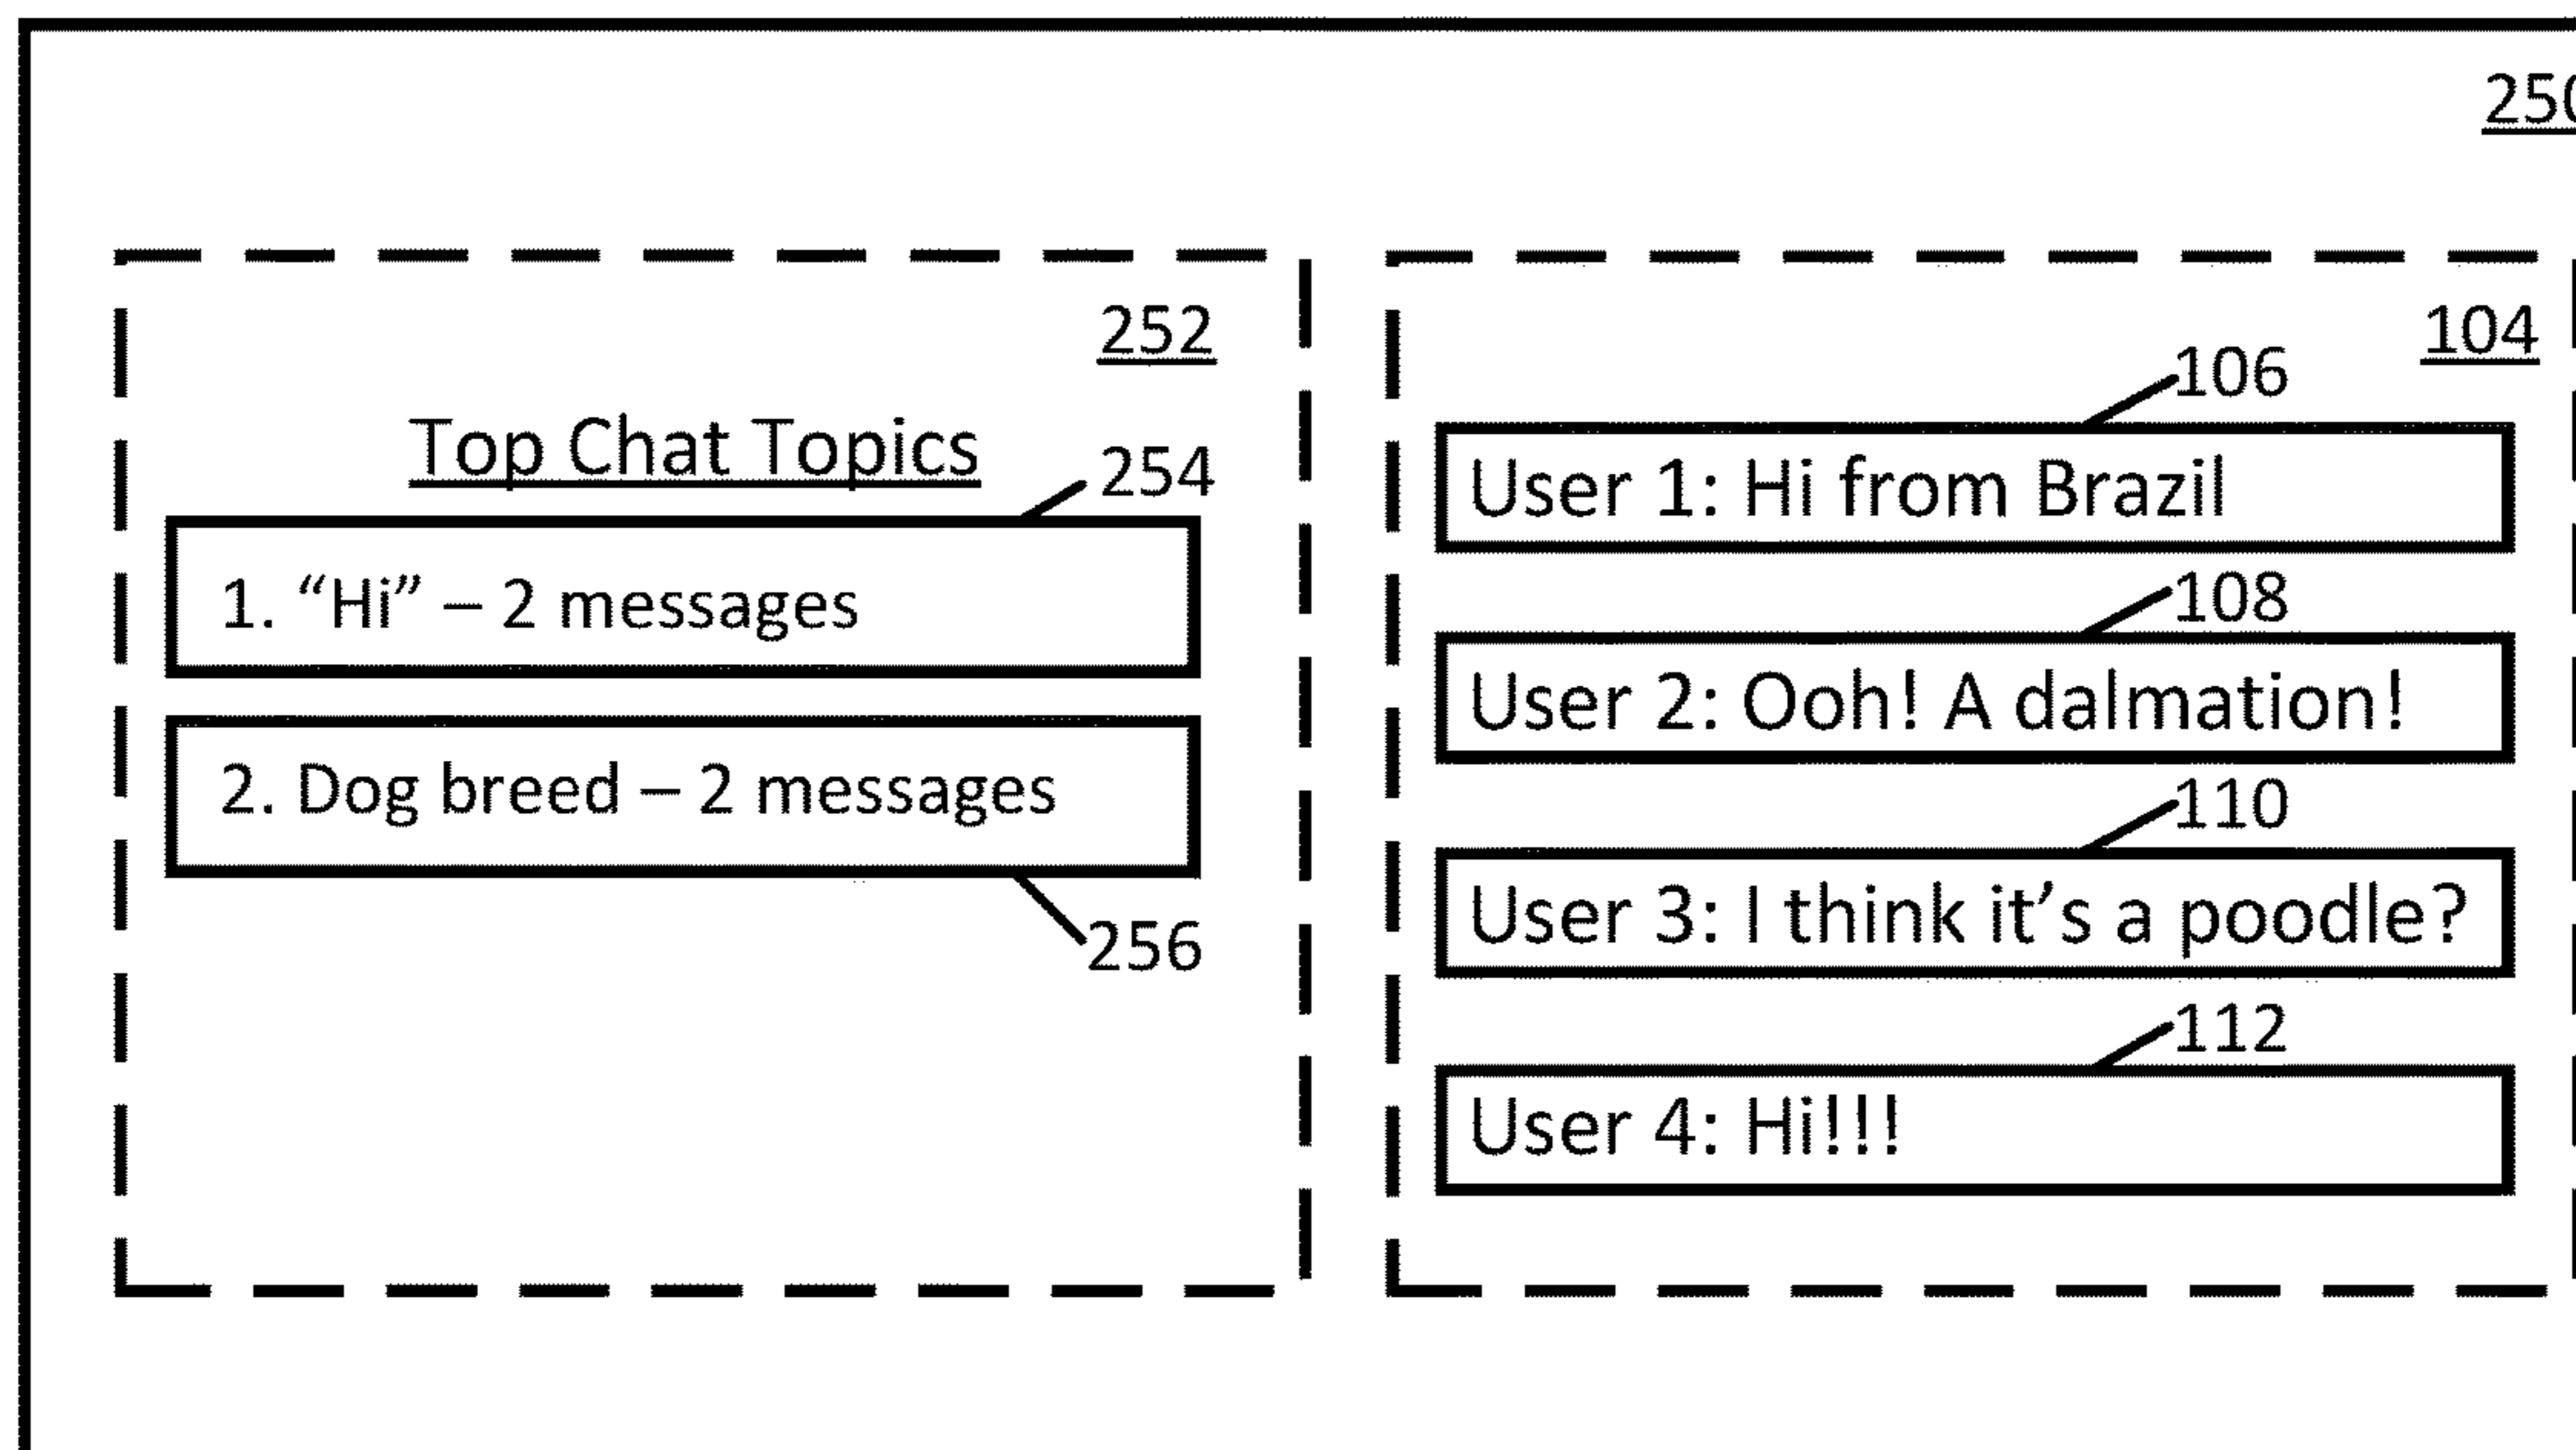 250
252
Top Chat Topics
254
1. “Hi” – 2 messages
2. Dog breed – 2 messages
256
104
106
User 1: Hi from Brazil
108
User 2: Ooh! A dalmation!
110
User 3: I think it’s a poodle?
112
User 4: Hi!!!